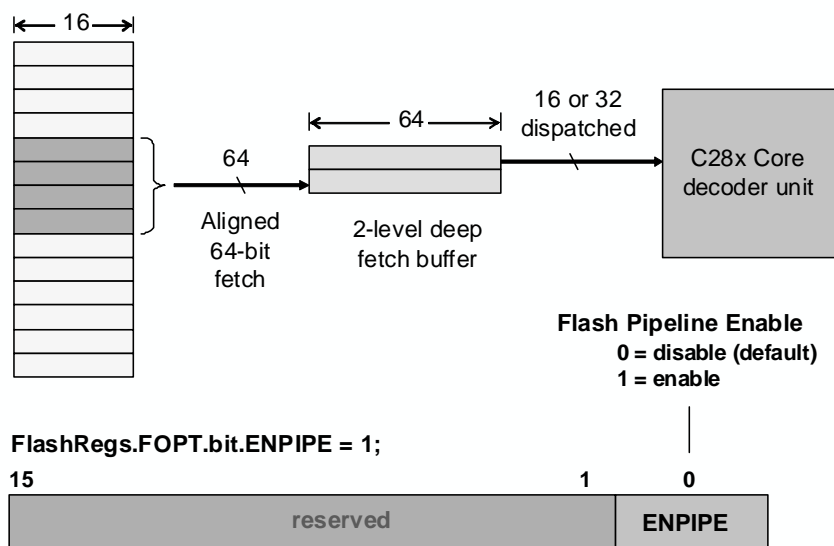 16
64
Aligned
64-bit
fetch
64
2-level deep
fetch buffer
16 or 32
dispatched
C28x Core
decoder unit
Flash Pipeline Enable
0 = disable (default)
1 = enable
FlashRegs.FOPT.bit.ENPIPE = 1;
15 1 0
reserved ENPIPE